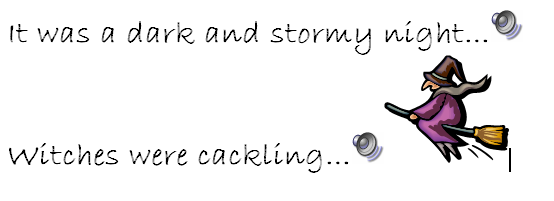 It was a dark and stormy night...
Witches were cackling...